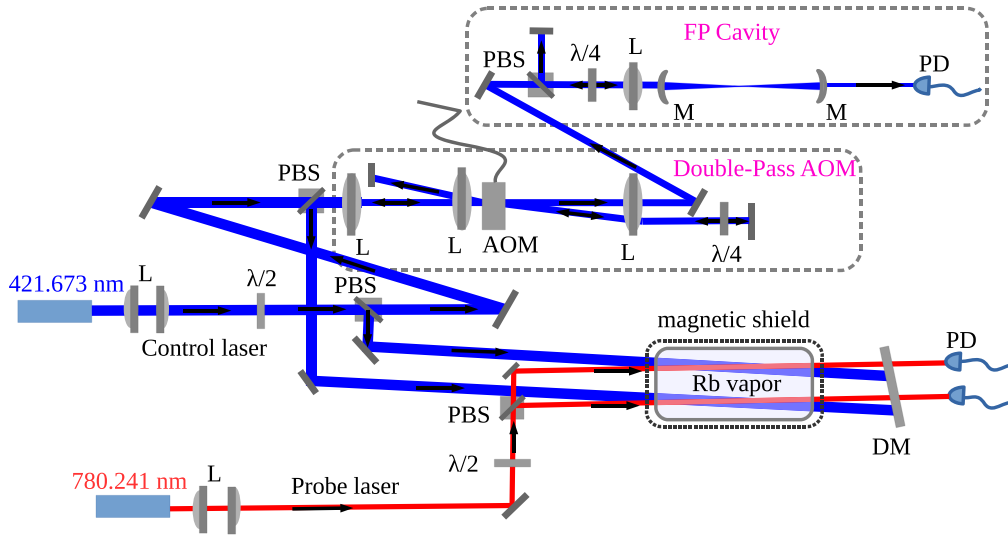 FP Cavity
PBS
λ/4
L
PD
M
M
Double-Pass AOM
PBS
L
L
AOM
L
λ/4
421.673 nm
L
λ/2
PBS
Control laser
magnetic shield
PD
Rb vapor
PBS
DM
λ/2
780.241 nm
L
Probe laser